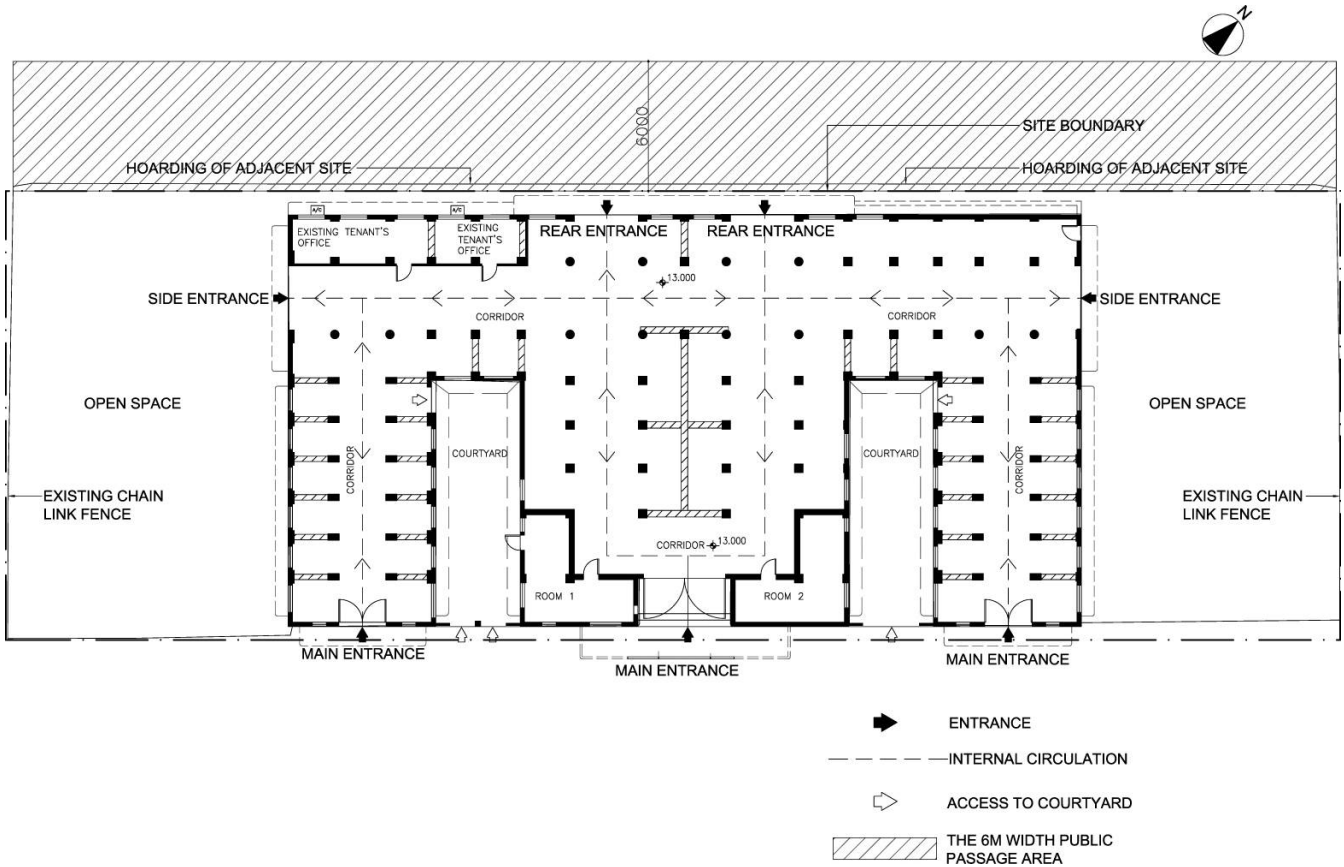 N
6000
SITE BOUNDARY
HOARDING OF ADJACENT SITE
HOARDING OF ADJACENT SITE
A/C
A/C
EXISTING TENANT'S
OFFICE
EXISTING
TENANT'S
OFFICE
REAR ENTRANCE
REAR ENTRANCE
13.000
SIDE ENTRANCE
SIDE ENTRANCE
CORRIDOR
CORRIDOR
OPEN SPACE
OPEN SPACE
COURTYARD
COURTYARD
CORRIDOR
CORRIDOR
EXISTING CHAIN
LINK FENCE
EXISTING CHAIN
LINK FENCE
CORRIDOR
13.000
ROOM 1
ROOM 2
MAIN ENTRANCE
MAIN ENTRANCE
MAIN ENTRANCE
ENTRANCE
INTERNAL CIRCULATION
ACCESS TO COURTYARD
THE 6M WIDTH PUBLIC
PASSAGE AREA